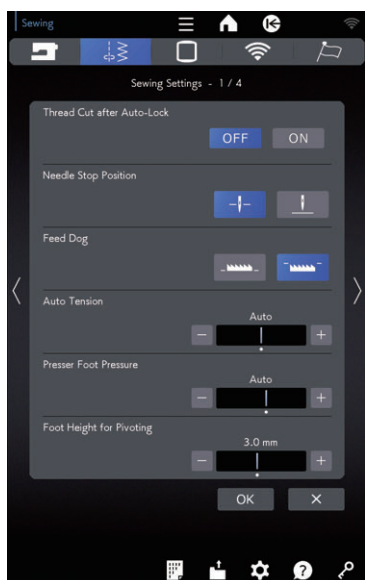 Sewing
Sewing Settings - 1 / 4
Thread Cut after Auto-Lock
OFF ON
Needle Stop Position
Feed Dog
Auto Tension
Auto
− +
Presser Foot Pressure
Auto
− +
Foot Height for Pivoting
3.0 mm
− +
OK X
?